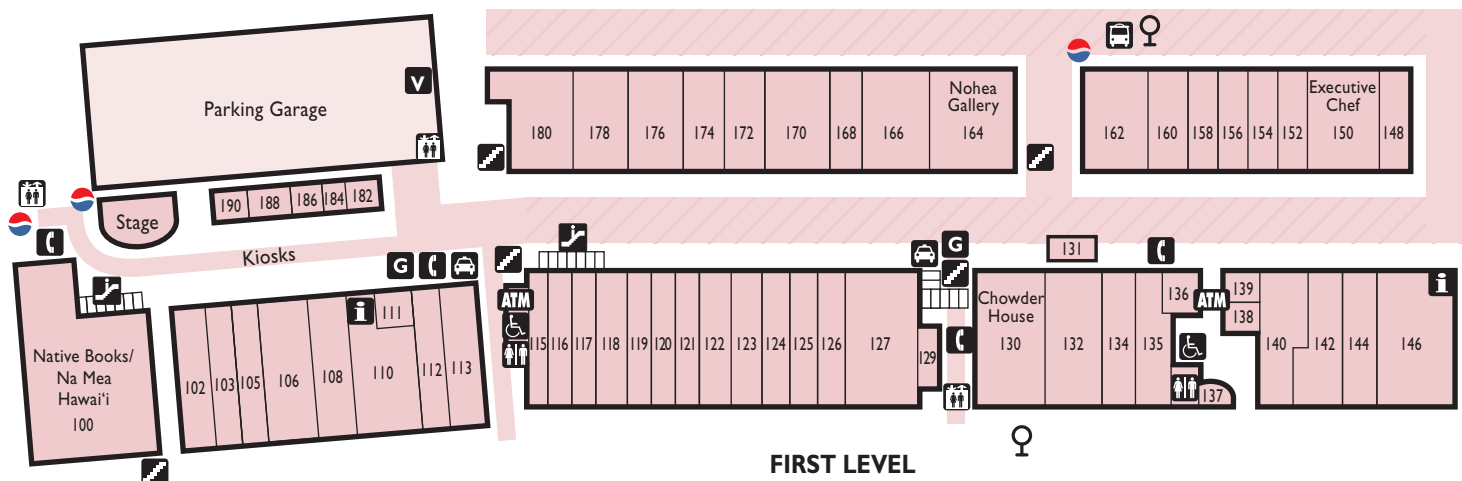 Parking Garage
V
180
178
176
174
172
170
168
166
Nohea
Gallery
164
162
160
158
156
154
152
Executive
Chef
150
148
190
188
186
184
182
Stage
Kiosks
131
G
G
ATM
ATM
i
i
Native Books/
Na Mea
Hawai‘i
100
102
103
105
106
108
110
111
112
113
115
116
117
118
119
120
121
122
123
124
125
126
127
129
Chowder
House
130
132
134
135
136
137
139
138
140
142
144
146
FIRST LEVEL